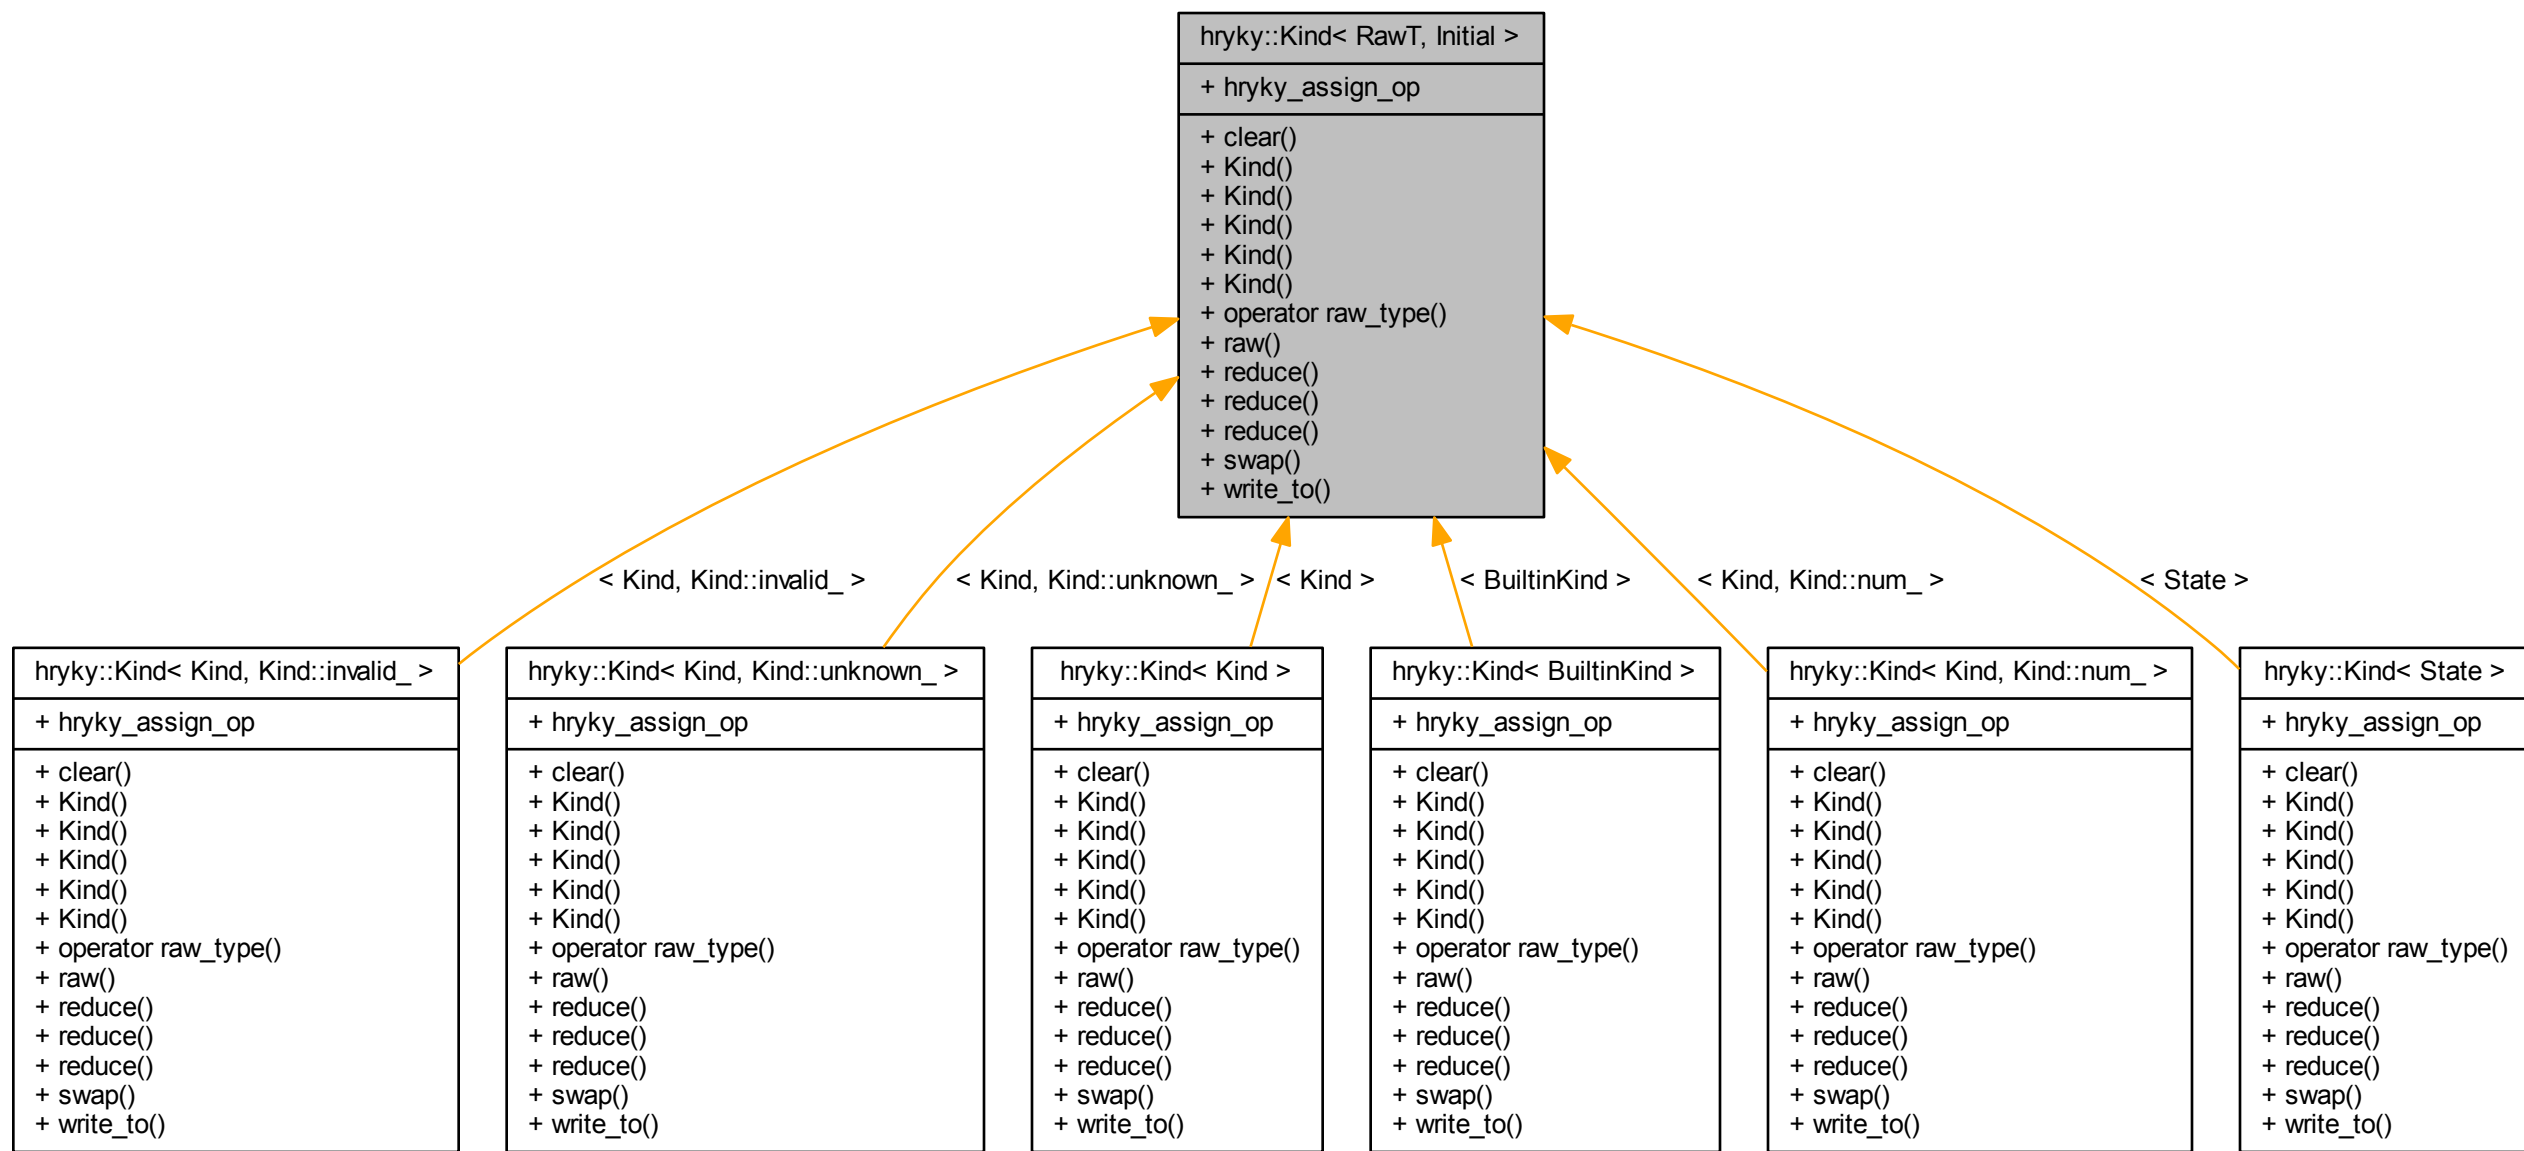 hryky::Kind< RawT, Initial >
+ hryky_assign_op
+ clear()
+ Kind()
+ Kind()
+ Kind()
+ Kind()
+ Kind()
+ operator raw_type()
+ raw()
+ reduce()
+ reduce()
+ reduce()
+ swap()
+ write_to()
< Kind, Kind::invalid_ >
< Kind, Kind::unknown_ >
< Kind >
< BuiltinKind >
< Kind, Kind::num_ >
< State >
hryky::Kind< Kind, Kind::invalid_ >
+ hryky_assign_op
+ clear()
+ Kind()
+ Kind()
+ Kind()
+ Kind()
+ Kind()
+ operator raw_type()
+ raw()
+ reduce()
+ reduce()
+ reduce()
+ swap()
+ write_to()
hryky::Kind< Kind, Kind::unknown_ >
+ hryky_assign_op
+ clear()
+ Kind()
+ Kind()
+ Kind()
+ Kind()
+ Kind()
+ operator raw_type()
+ raw()
+ reduce()
+ reduce()
+ reduce()
+ swap()
+ write_to()
hryky::Kind< Kind >
+ hryky_assign_op
+ clear()
+ Kind()
+ Kind()
+ Kind()
+ Kind()
+ Kind()
+ operator raw_type()
+ raw()
+ reduce()
+ reduce()
+ reduce()
+ swap()
+ write_to()
hryky::Kind< BuiltinKind >
+ hryky_assign_op
+ clear()
+ Kind()
+ Kind()
+ Kind()
+ Kind()
+ Kind()
+ operator raw_type()
+ raw()
+ reduce()
+ reduce()
+ reduce()
+ swap()
+ write_to()
hryky::Kind< Kind, Kind::num_ >
+ hryky_assign_op
+ clear()
+ Kind()
+ Kind()
+ Kind()
+ Kind()
+ Kind()
+ operator raw_type()
+ raw()
+ reduce()
+ reduce()
+ reduce()
+ swap()
+ write_to()
hryky::Kind< State >
+ hryky_assign_op
+ clear()
+ Kind()
+ Kind()
+ Kind()
+ Kind()
+ Kind()
+ operator raw_type()
+ raw()
+ reduce()
+ reduce()
+ reduce()
+ swap()
+ write_to()